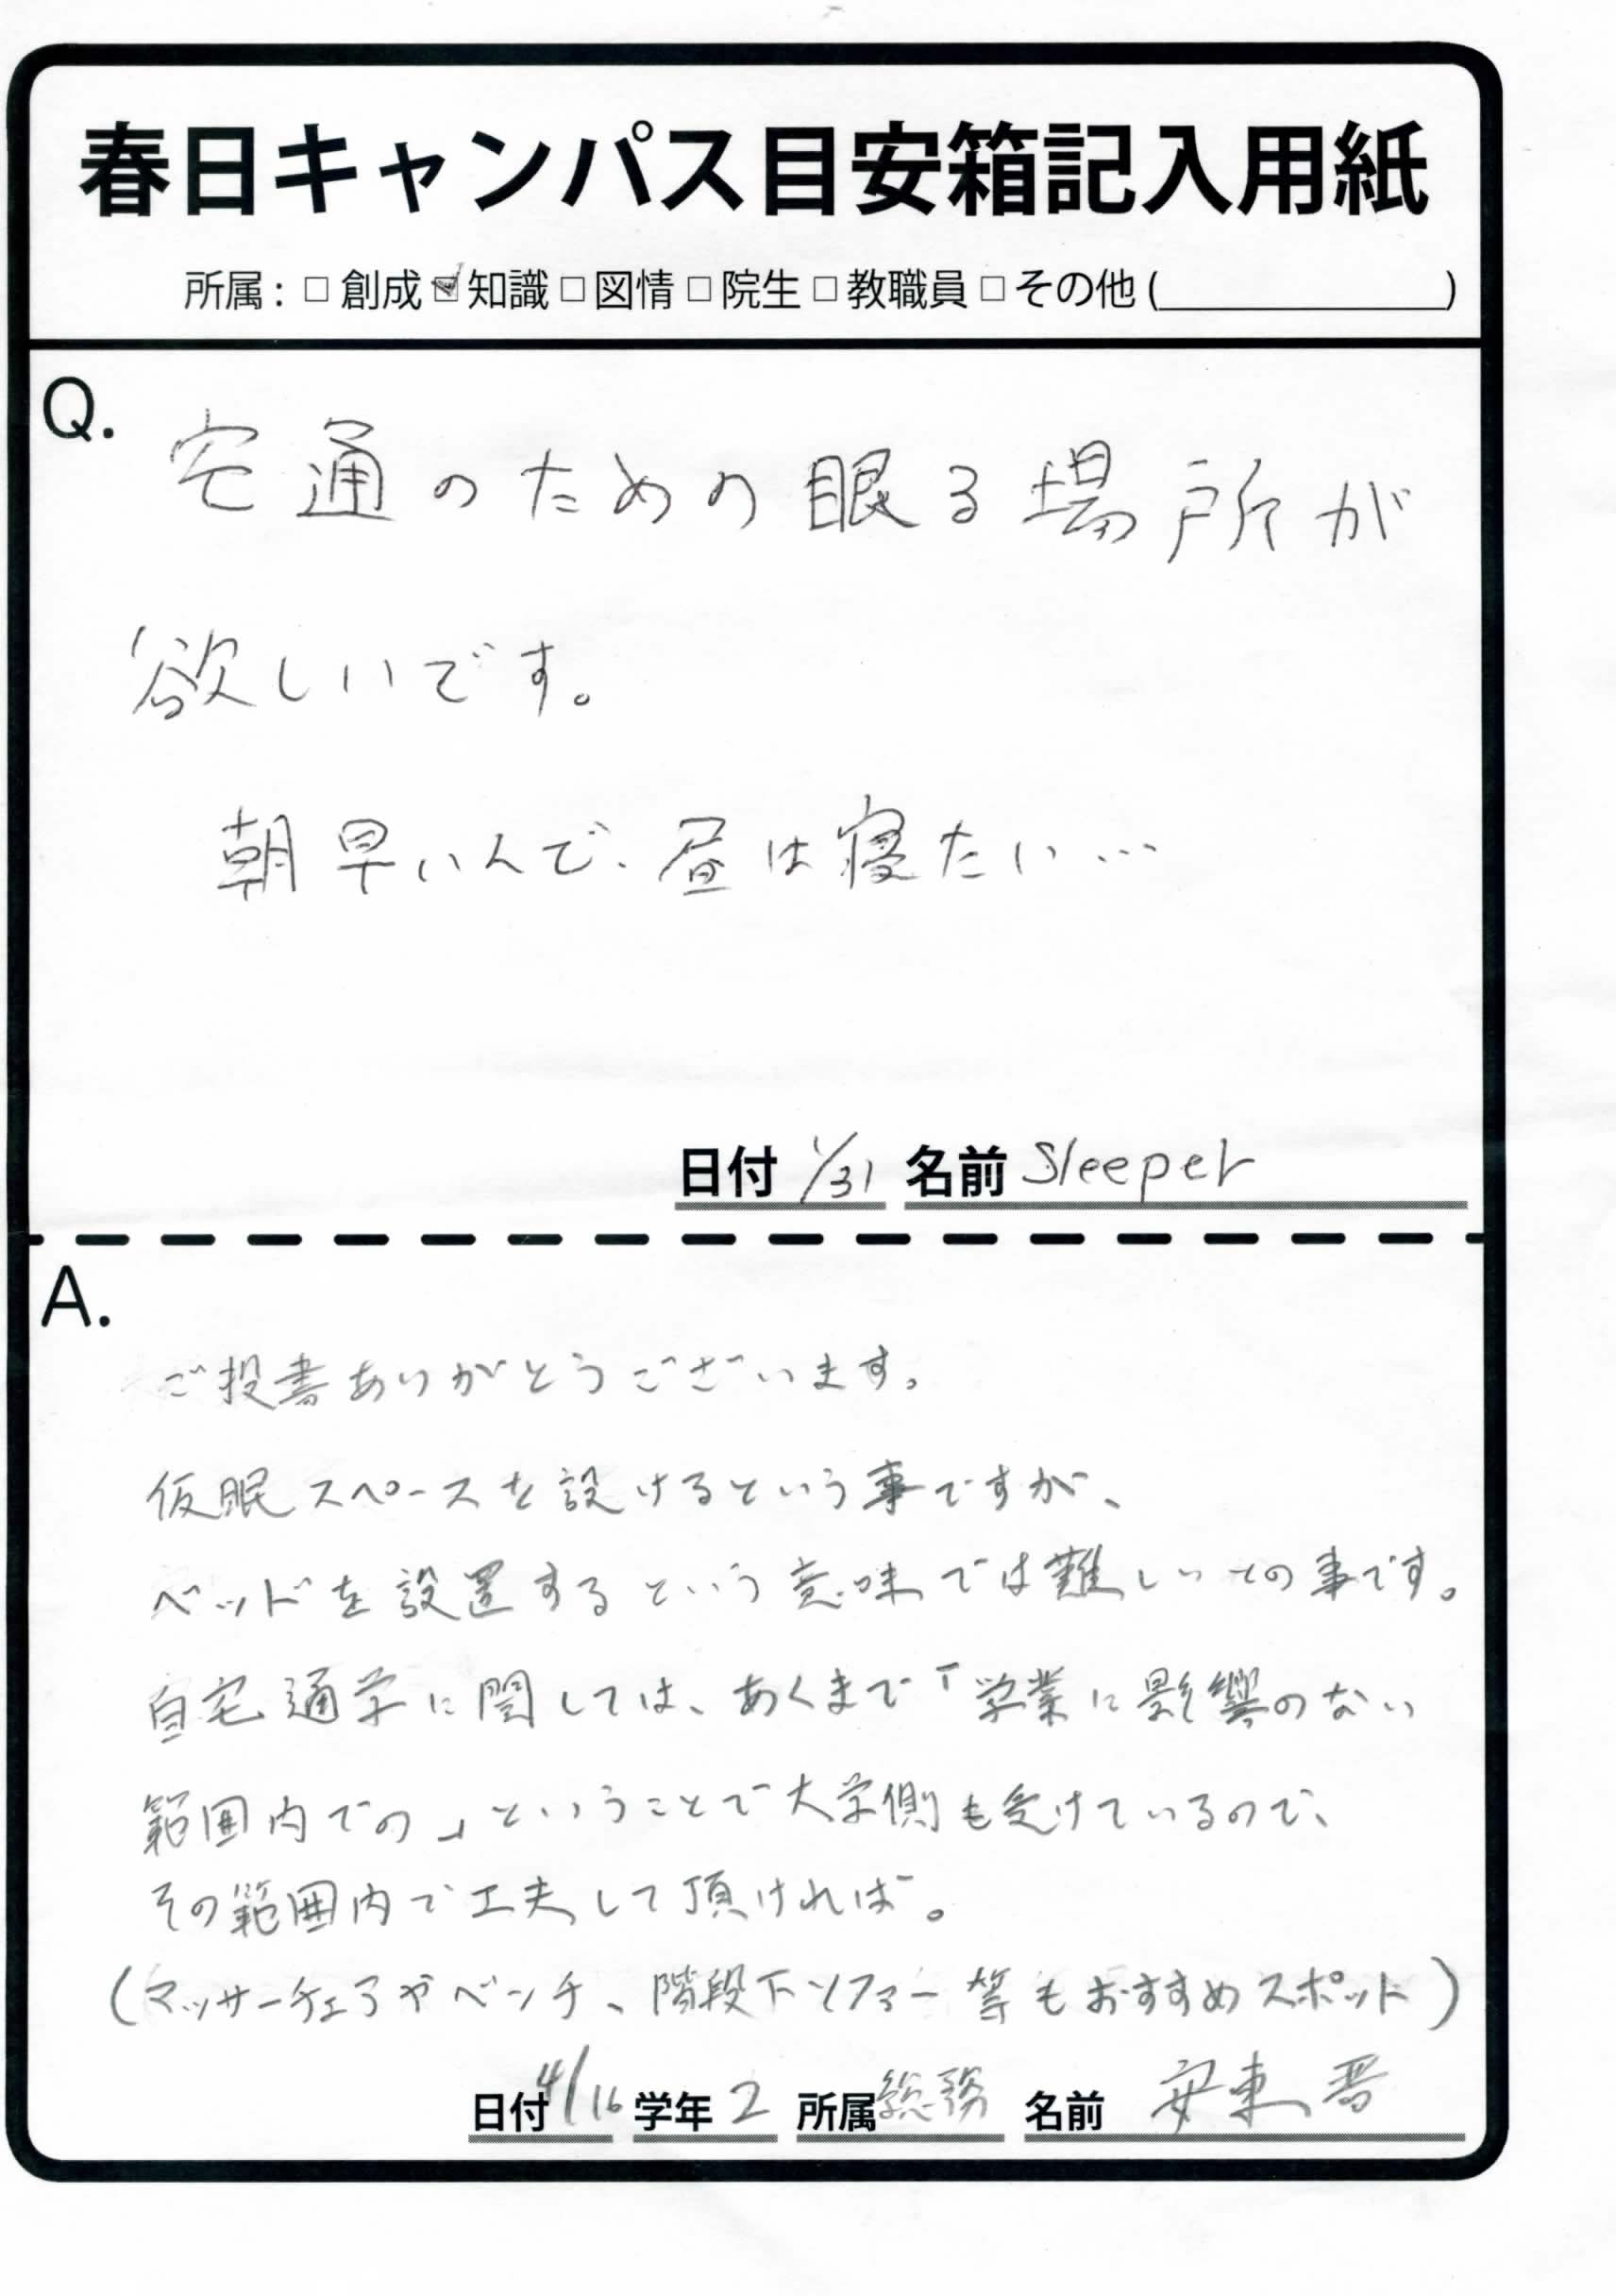 春日キャンパス目安箱記入用紙
所属: □ 創成 ☑ 知識 □ 図情 □ 院生 □ 教職員 □ その他 (　　　　)
Q.
宅通のための眠る場所が
欲しいです。
朝早いんで、昼は寝たい…
日付 1/31 名前 Sleeper
A.
ご投書ありがとうございます。
仮眠スペースを設けるという事ですが、
ベッドを設置するという意味では難しいとの事です。
自宅通学に関しては、あくまで「学業に影響のない
範囲内での」ということで大学側も受けているので、
その範囲内で工夫して頂ければ。
(マッサーチェアやベンチ、階段下ソファー等もおすすめスポット)
日付 4/16 学年 2 所属 総務 名前 安東 晋